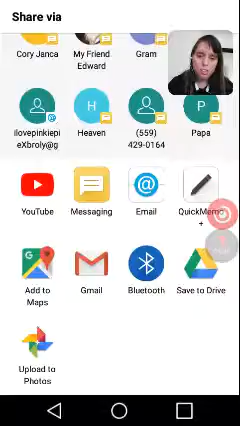 Share via
Cory Janca
My Friend
Edward
Gram
ilovepinkiepi
eXbroly@g
Heaven
(559)
429-0164
Papa
YouTube
Messaging
Email
QuickMemo
+
Add to
Maps
Gmail
Bluetooth
Save to Drive
Upload to
Photos